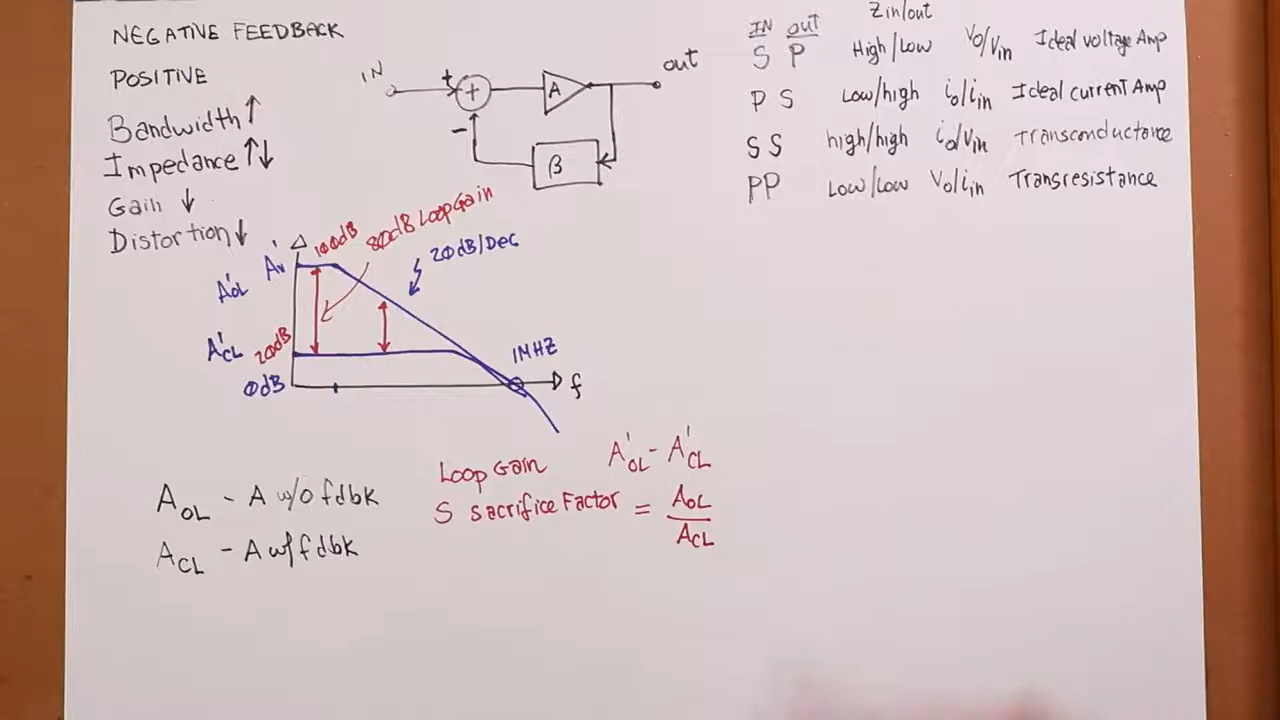 NEGATIVE FEEDBACK
POSITIVE
Bandwidth ↑
Impedance ↑↓
Gain ↓
Distortion ↓
IN
+
+
−
A
β
out
Zin/out
IN OUT
S P High/Low Vo/Vin Ideal voltage Amp
P S Low/high io/iin Ideal current Amp
S S high/high io/Vin Transconductance
PP Low/Low Vo/iin Transresistance
Av'
A'OL
100dB
80dB Loop Gain
20dB/Dec
A'CL 20dB
0dB
1MHZ
f
AOL - A w/o fdbk
ACL - A w/ fdbk
Loop Gain A'OL - A'CL
S Sacrifice Factor = AOL
ACL